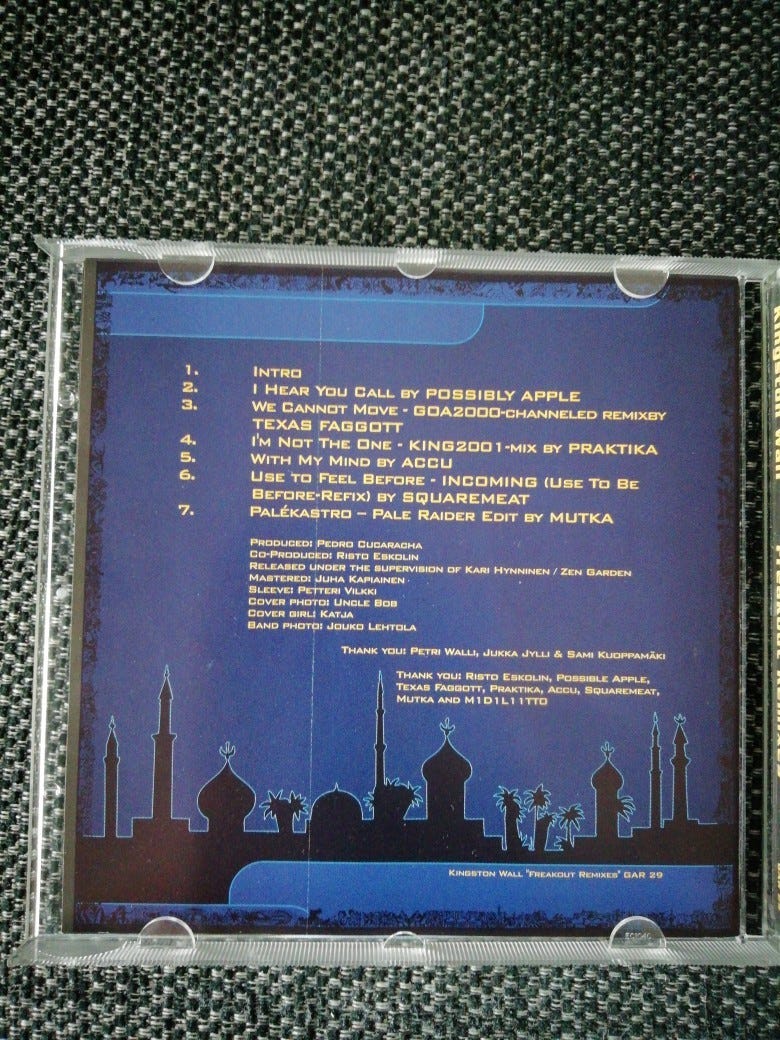 1. Intro
2. I Hear You Call by POSSIBLY APPLE
3. We Cannot Move - GOA2000-channeled remixby
TEXAS FAGGOTT
4. I'm Not The One - KING2001-mix by PRAKTIKA
5. With My Mind by ACCU
6. Use to Feel Before - INCOMING (Use To Be
Before-Refix) by SQUAREMEAT
7. Palékastro – Pale Raider Edit by MUTKA
Produced: Pedro Cucaracha
Co-Produced: Risto Eskolin
Released under the supervision of Kari Hynninen / Zen Garden
Mastered: Juha Kapiainen
Sleeve: Petteri Vilkki
Cover photo: Uncle Bob
Cover girl: Katja
Band photo: Jouko Lehtola
Thank you: Petri Walli, Jukka Jylli & Sami Kuoppamäki
Thank you: Risto Eskolin, Possible Apple,
Texas Faggott, Praktika, Accu, Squaremeat,
Mutka and M1D1L11TTO
Kingston Wall "Freakout Remixes" GAR 29